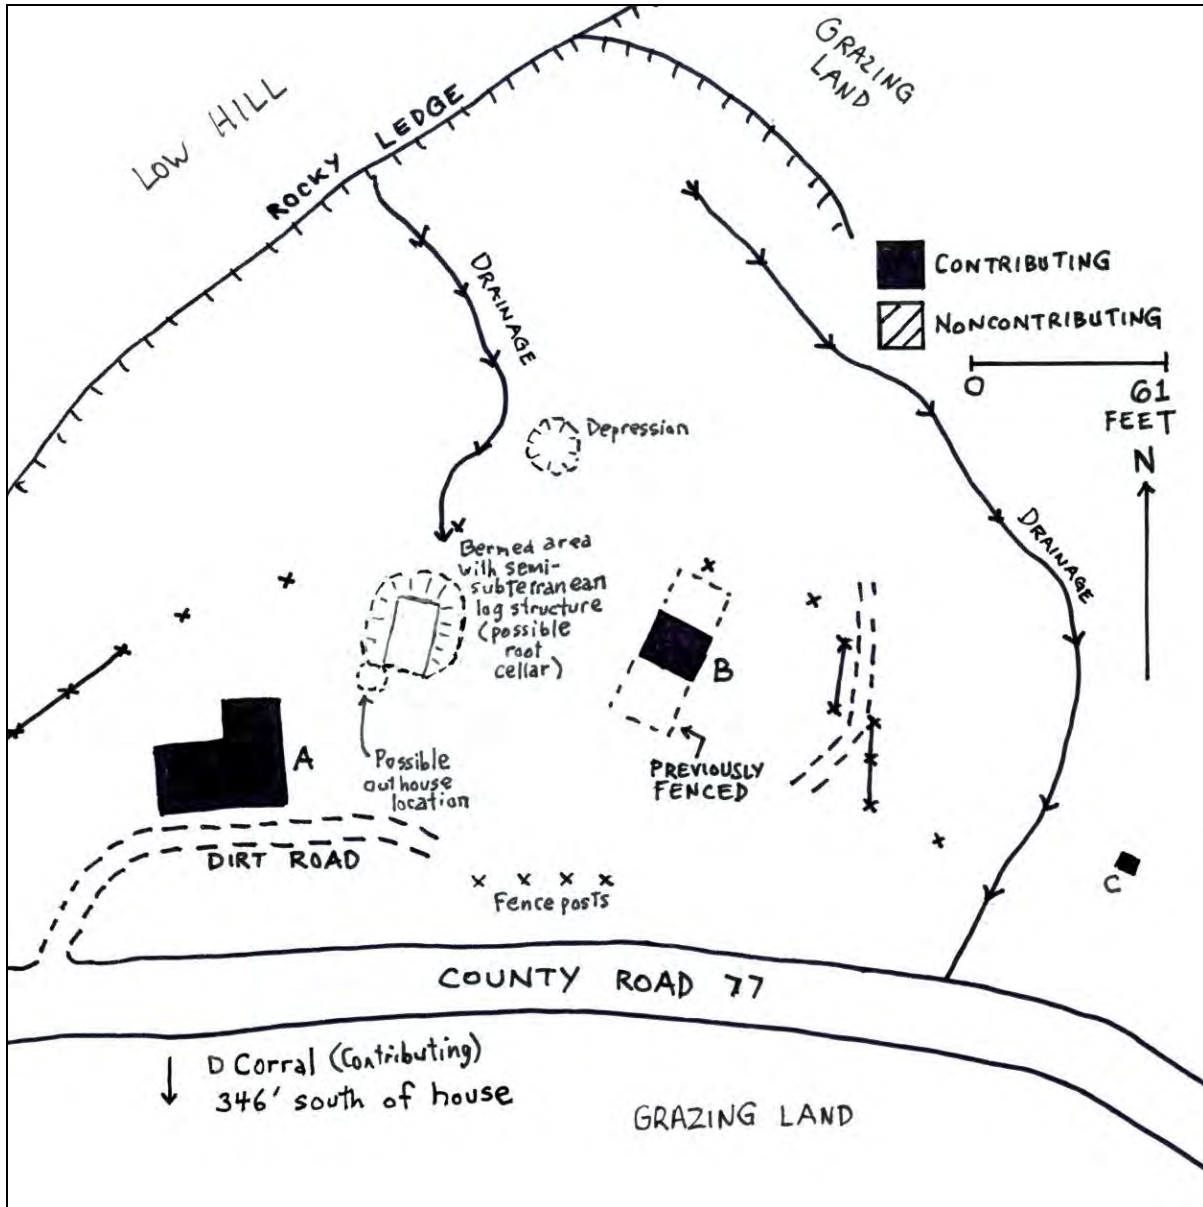 GRAZING
LAND
LOW HILL
ROCKY LEDGE
CONTRIBUTING
NONCONTRIBUTING
0 61
FEET
N
DRAINAGE
Depression
DRAINAGE
Bermed area
with semi-
subterranean
log structure
(possible
root
cellar)
B
PREVIOUSLY
FENCED
A
Possible
outhouse
location
DIRT ROAD
Fence posts
C
COUNTY ROAD 77
D Corral (Contributing)
346' south of house
GRAZING LAND